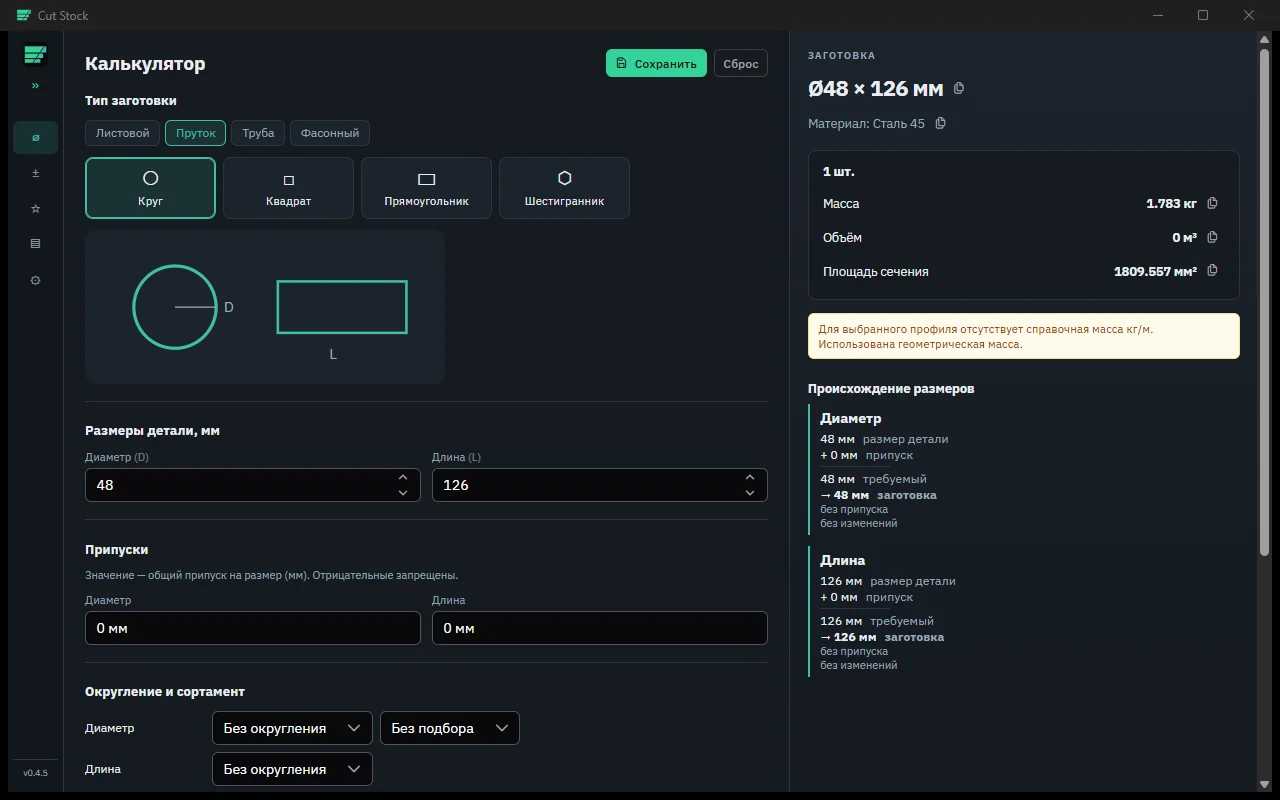 Cut Stock
Калькулятор
Сохранить
Сброс
Тип заготовки
Листовой
Пруток
Труба
Фасонный
Круг
Квадрат
Прямоугольник
Шестигранник
D
L
Размеры детали, мм
Диаметр (D)
Длина (L)
48
126
Припуски
Значение — общий припуск на размер (мм). Отрицательные запрещены.
Диаметр
Длина
0 мм
0 мм
Округление и сортамент
Диаметр
Без округления
Без подбора
Длина
Без округления
v0.4.5
ЗАГОТОВКА
Ø48 × 126 мм
Материал: Сталь 45
1 шт.
Масса
1.783 кг
Объём
0 м³
Площадь сечения
1809.557 мм²
Для выбранного профиля отсутствует справочная масса кг/м.
Использована геометрическая масса.
Происхождение размеров
Диаметр
48 мм размер детали
+ 0 мм припуск
48 мм требуемый
→ 48 мм заготовка
без припуска
без изменений
Длина
126 мм размер детали
+ 0 мм припуск
126 мм требуемый
→ 126 мм заготовка
без припуска
без изменений